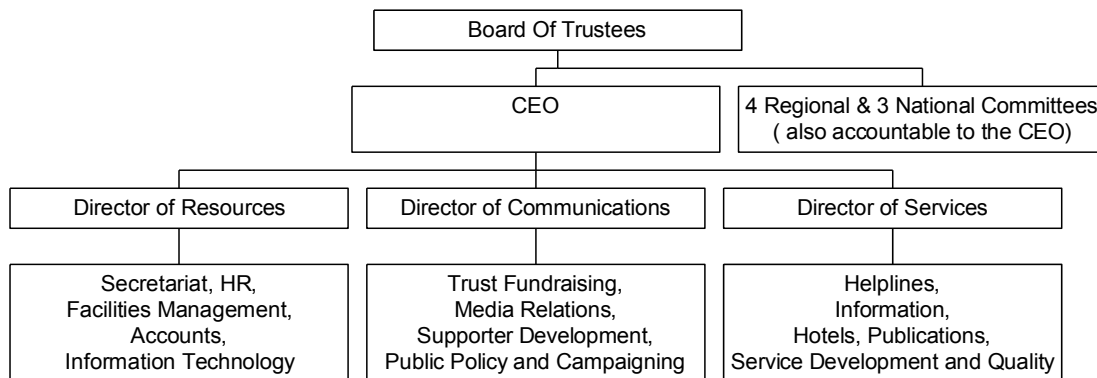 Board Of Trustees
CEO
4 Regional & 3 National Committees
( also accountable to the CEO)
Director of Resources
Director of Communications
Director of Services
Secretariat, HR,
Facilities Management,
Accounts,
Information Technology
Trust Fundraising,
Media Relations,
Supporter Development,
Public Policy and Campaigning
Helplines,
Information,
Hotels, Publications,
Service Development and Quality